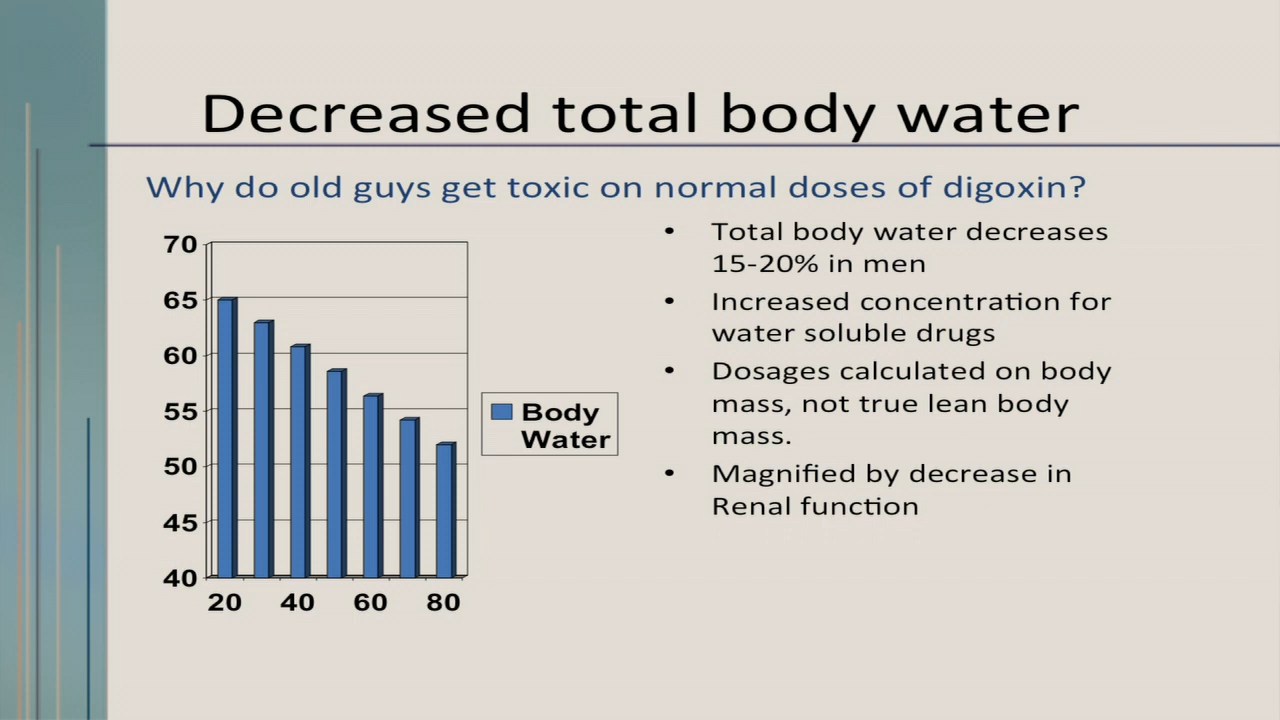 Decreased total body water
Why do old guys get toxic on normal doses of digoxin?
70
65
60
55
50
45
40
20
40
60
80
Body
Water
• Total body water decreases
15-20% in men
• Increased concentration for
water soluble drugs
• Dosages calculated on body
mass, not true lean body
mass.
• Magnified by decrease in
Renal function